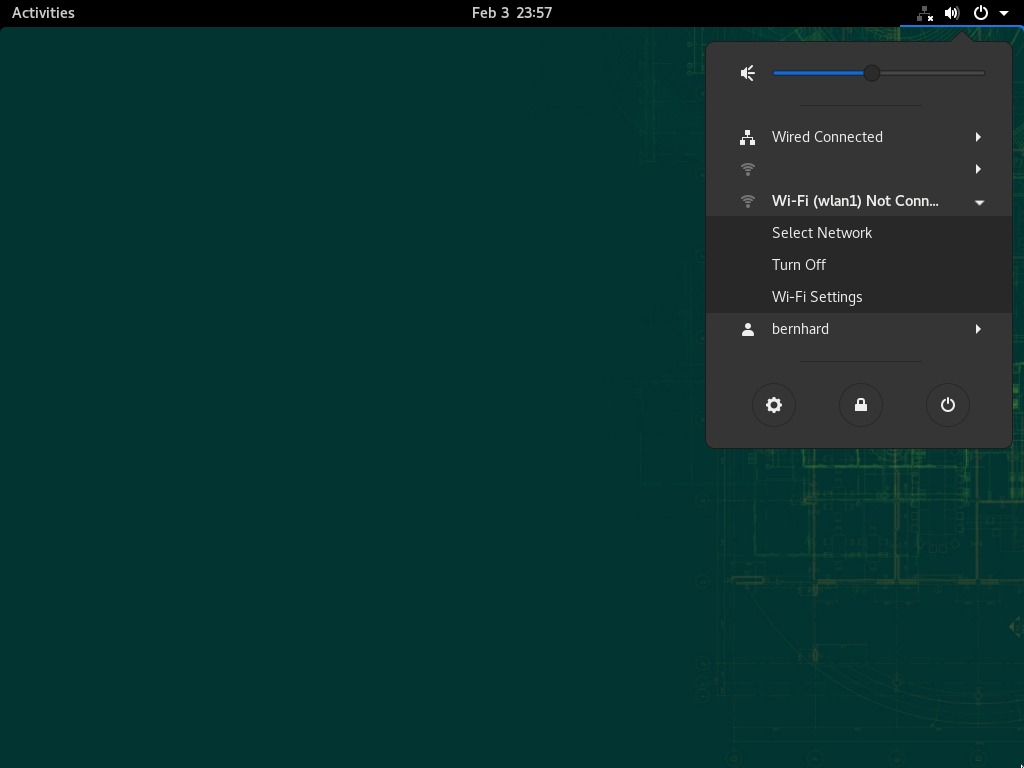 Activities
Feb 3 23:57
Wired Connected
Wi-Fi (wlan1) Not Conn...
Select Network
Turn Off
Wi-Fi Settings
bernhard